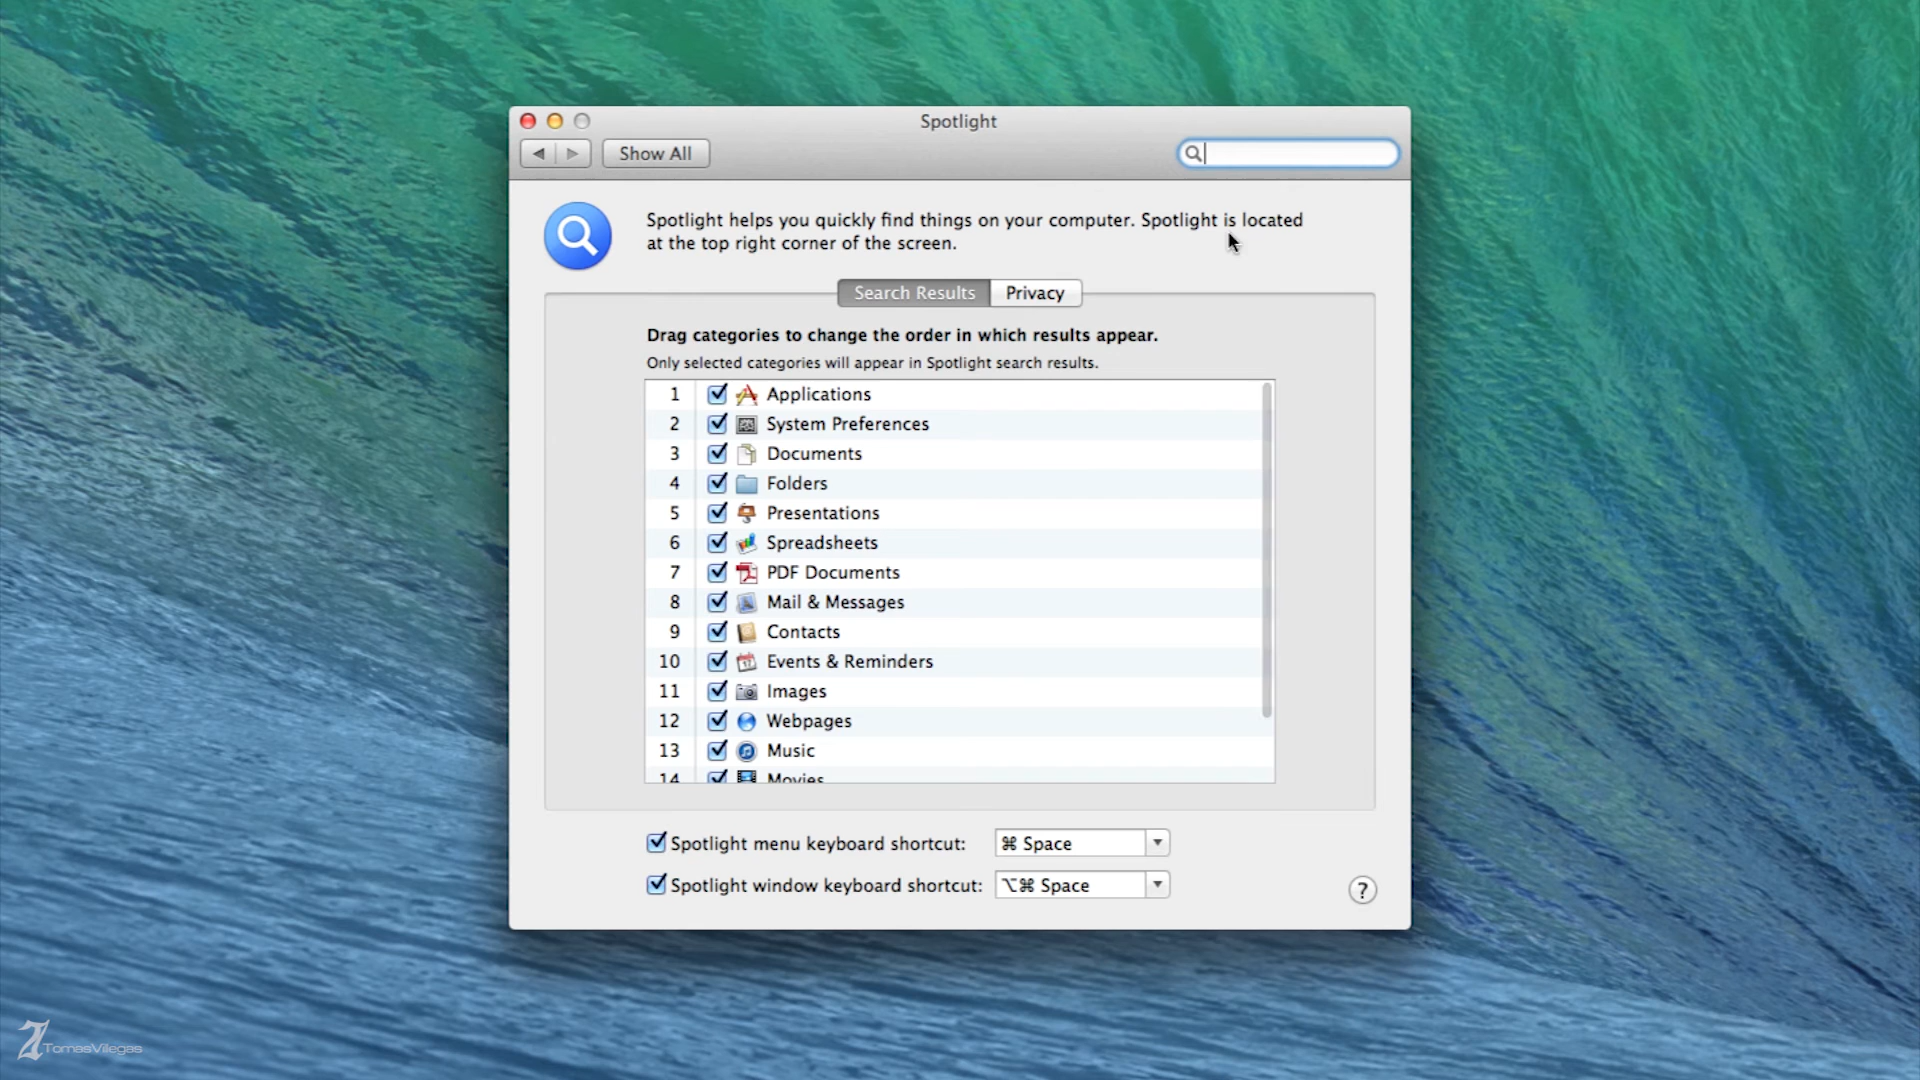 Spotlight
Show All
Spotlight helps you quickly find things on your computer. Spotlight is located
at the top right corner of the screen.
Search Results Privacy
Drag categories to change the order in which results appear.
Only selected categories will appear in Spotlight search results.
1 Applications
2 System Preferences
3 Documents
4 Folders
5 Presentations
6 Spreadsheets
7 PDF Documents
8 Mail & Messages
9 Contacts
10 Events & Reminders
11 Images
12 Webpages
13 Music
14 Movies
Spotlight menu keyboard shortcut: ⌘ Space
Spotlight window keyboard shortcut: ⌥⌘ Space
?
TomasVillegas